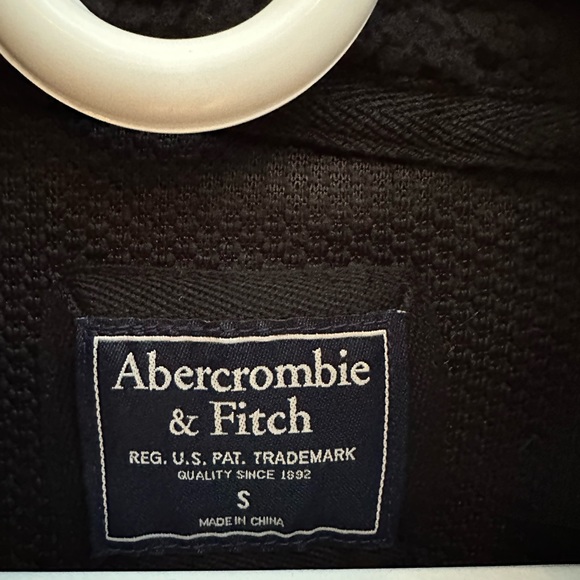 Abercrombie
& Fitch
REG. U.S. PAT. TRADEMARK
QUALITY SINCE 1892
S
MADE IN CHINA